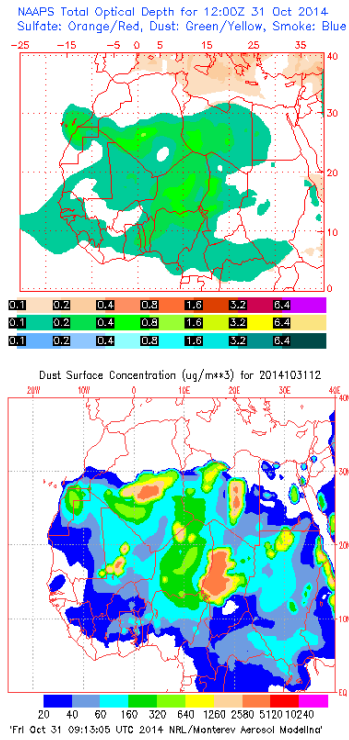 NAAPS Total Optical Depth for 12:00Z 31 Oct 2014
Sulfate: Orange/Red, Dust: Green/Yellow, Smoke: Blue
-25 -15 -5 0 5 15 25 35
40
30
20
10
0
0.1 0.2 0.4 0.8 1.6 3.2 6.4
0.1 0.2 0.4 0.8 1.6 3.2 6.4
0.1 0.2 0.4 0.8 1.6 3.2 6.4
Dust Surface Concentration (ug/m**3) for 2014103112
20W 10W 0 10E 20E 30E 40E
40N
30N
20N
10N
EQ
20 40 60 160 320 640 1260 2580 5120 10240
'Fri Oct 31 09:13:05 UTC 2014 NRL/Monterey Aerosol Modeling'